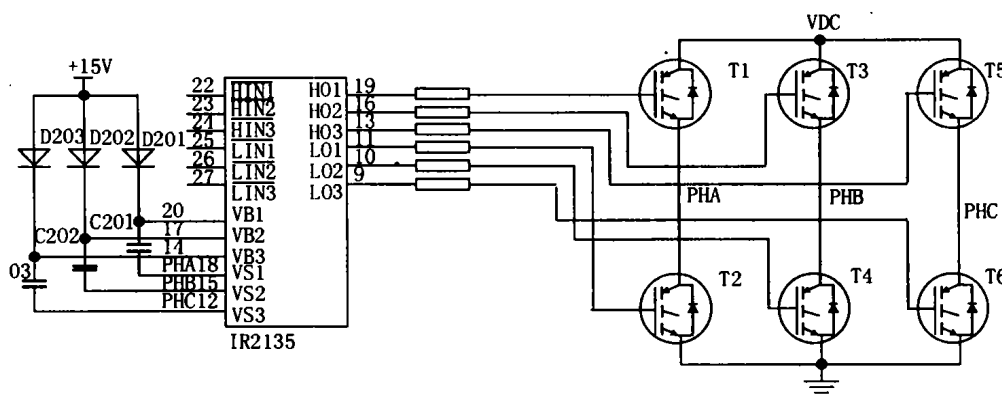 VDC
+15V
T1
T3
T5
22
HIN1
HO1
19
23
HIN2
HO2
16
24
HIN3
HO3
13
D203
D202
D201
25
LIN1
LO1
11
26
LIN2
LO2
10
27
LIN3
LO3
9
PHA
PHB
PHC
20
VB1
C201
17
VB2
C202
14
VB3
03
PHA18
VS1
PHB15
VS2
PHC12
VS3
T2
T4
T6
IR2135